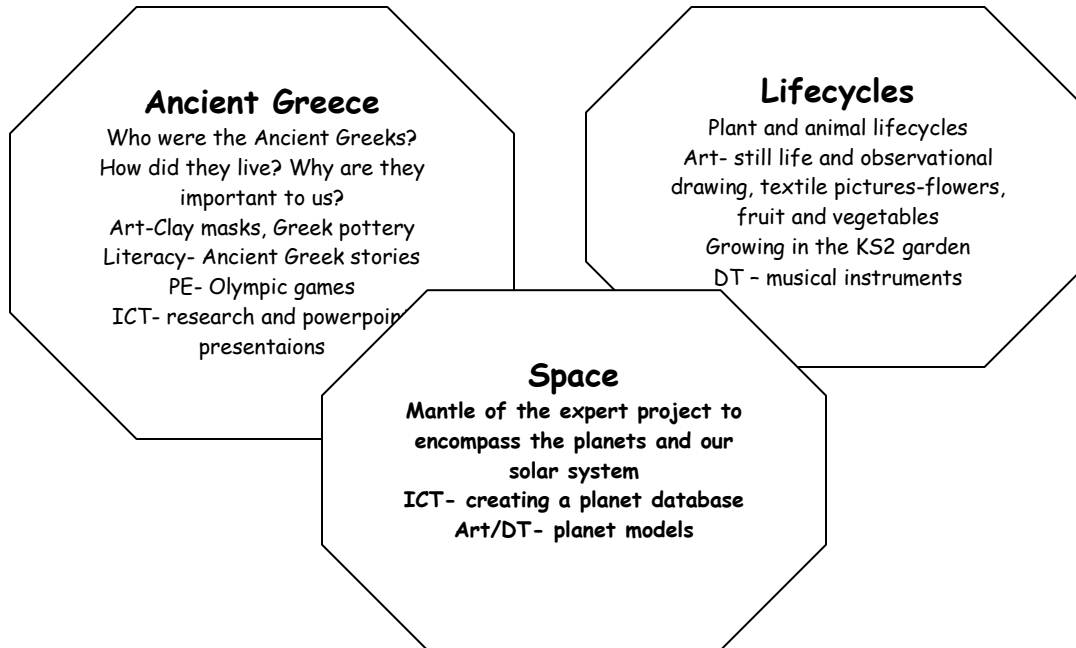 Ancient Greece
Who were the Ancient Greeks?
How did they live? Why are they
important to us?
Art-Clay masks, Greek pottery
Literacy- Ancient Greek stories
PE- Olympic games
ICT- research and powerpoint
presentaions
Lifecycles
Plant and animal lifecycles
Art- still life and observational
drawing, textile pictures-flowers,
fruit and vegetables
Growing in the KS2 garden
DT – musical instruments
Space
Mantle of the expert project to
encompass the planets and our
solar system
ICT- creating a planet database
Art/DT- planet models